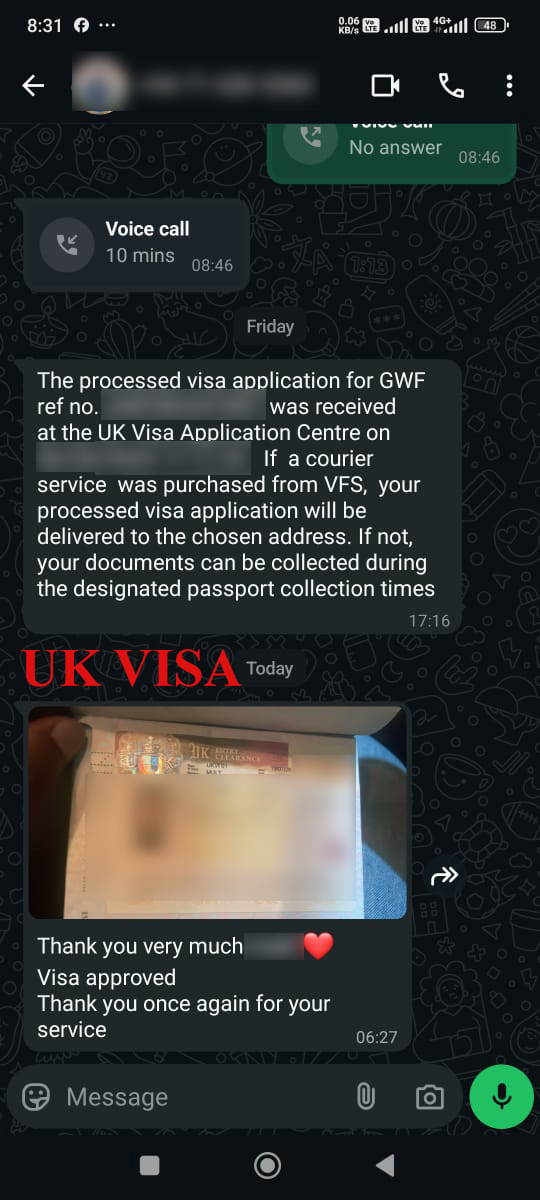 8:31
0.06
KB/s
Vo
LTE
Vo
LTE
4G+
48
Voice call
No answer
08:46
Voice call
10 mins
08:46
Friday
The processed visa application for GWF
ref no. was received
at the UK Visa Application Centre on
If a courier
service was purchased from VFS, your
processed visa application will be
delivered to the chosen address. If not,
your documents can be collected during
the designated passport collection times
17:16
UK VISA
Today
UK ENTRY
CLEARANCE
MULT
Thank you very much ❤️
Visa approved
Thank you once again for your
service
06:27
Message